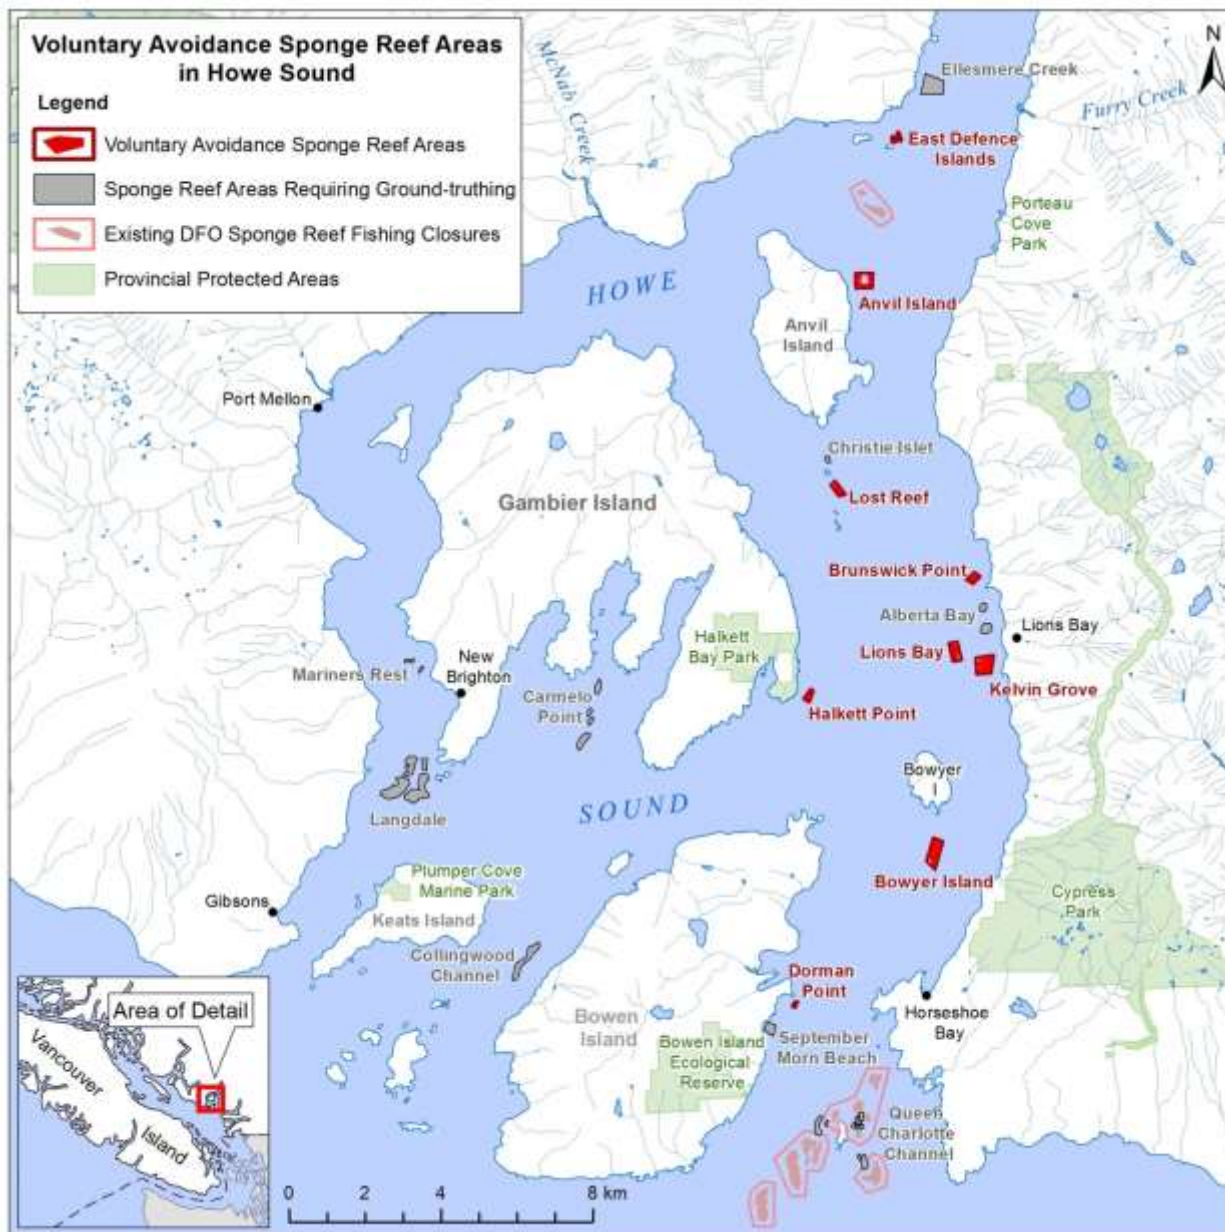 Voluntary Avoidance Sponge Reef Areas
in Howe Sound
Legend
Voluntary Avoidance Sponge Reef Areas
Sponge Reef Areas Requiring Ground-truthing
Existing DFO Sponge Reef Fishing Closures
Provincial Protected Areas
N
McNab Creek
Ellesmere Creek
Furry Creek
East Defence
Islands
Porteau
Cove
Park
HOWE
Anvil Island
Anvil
Island
Port Mellon
Christie Islet
Lost Reef
Gambier Island
Brunswick Point
Alberta Bay
Lions Bay
Halkett
Bay Park
Lions Bay
Mariners Rest
New
Brighton
Kelvin Grove
Carmelo
Point
Halkett Point
Bowyer
I
SOUND
Langdale
Plumper Cove
Marine Park
Bowyer Island
Cypress
Park
Gibsons
Keats Island
Collingwood
Channel
Dorman
Point
Horseshoe
Bay
Bowen
Island
Bowen Island
Ecological
Reserve
September
Morn Beach
Queen
Charlotte
Channel
Area of Detail
Vancouver
Island
0 2 4 8 km